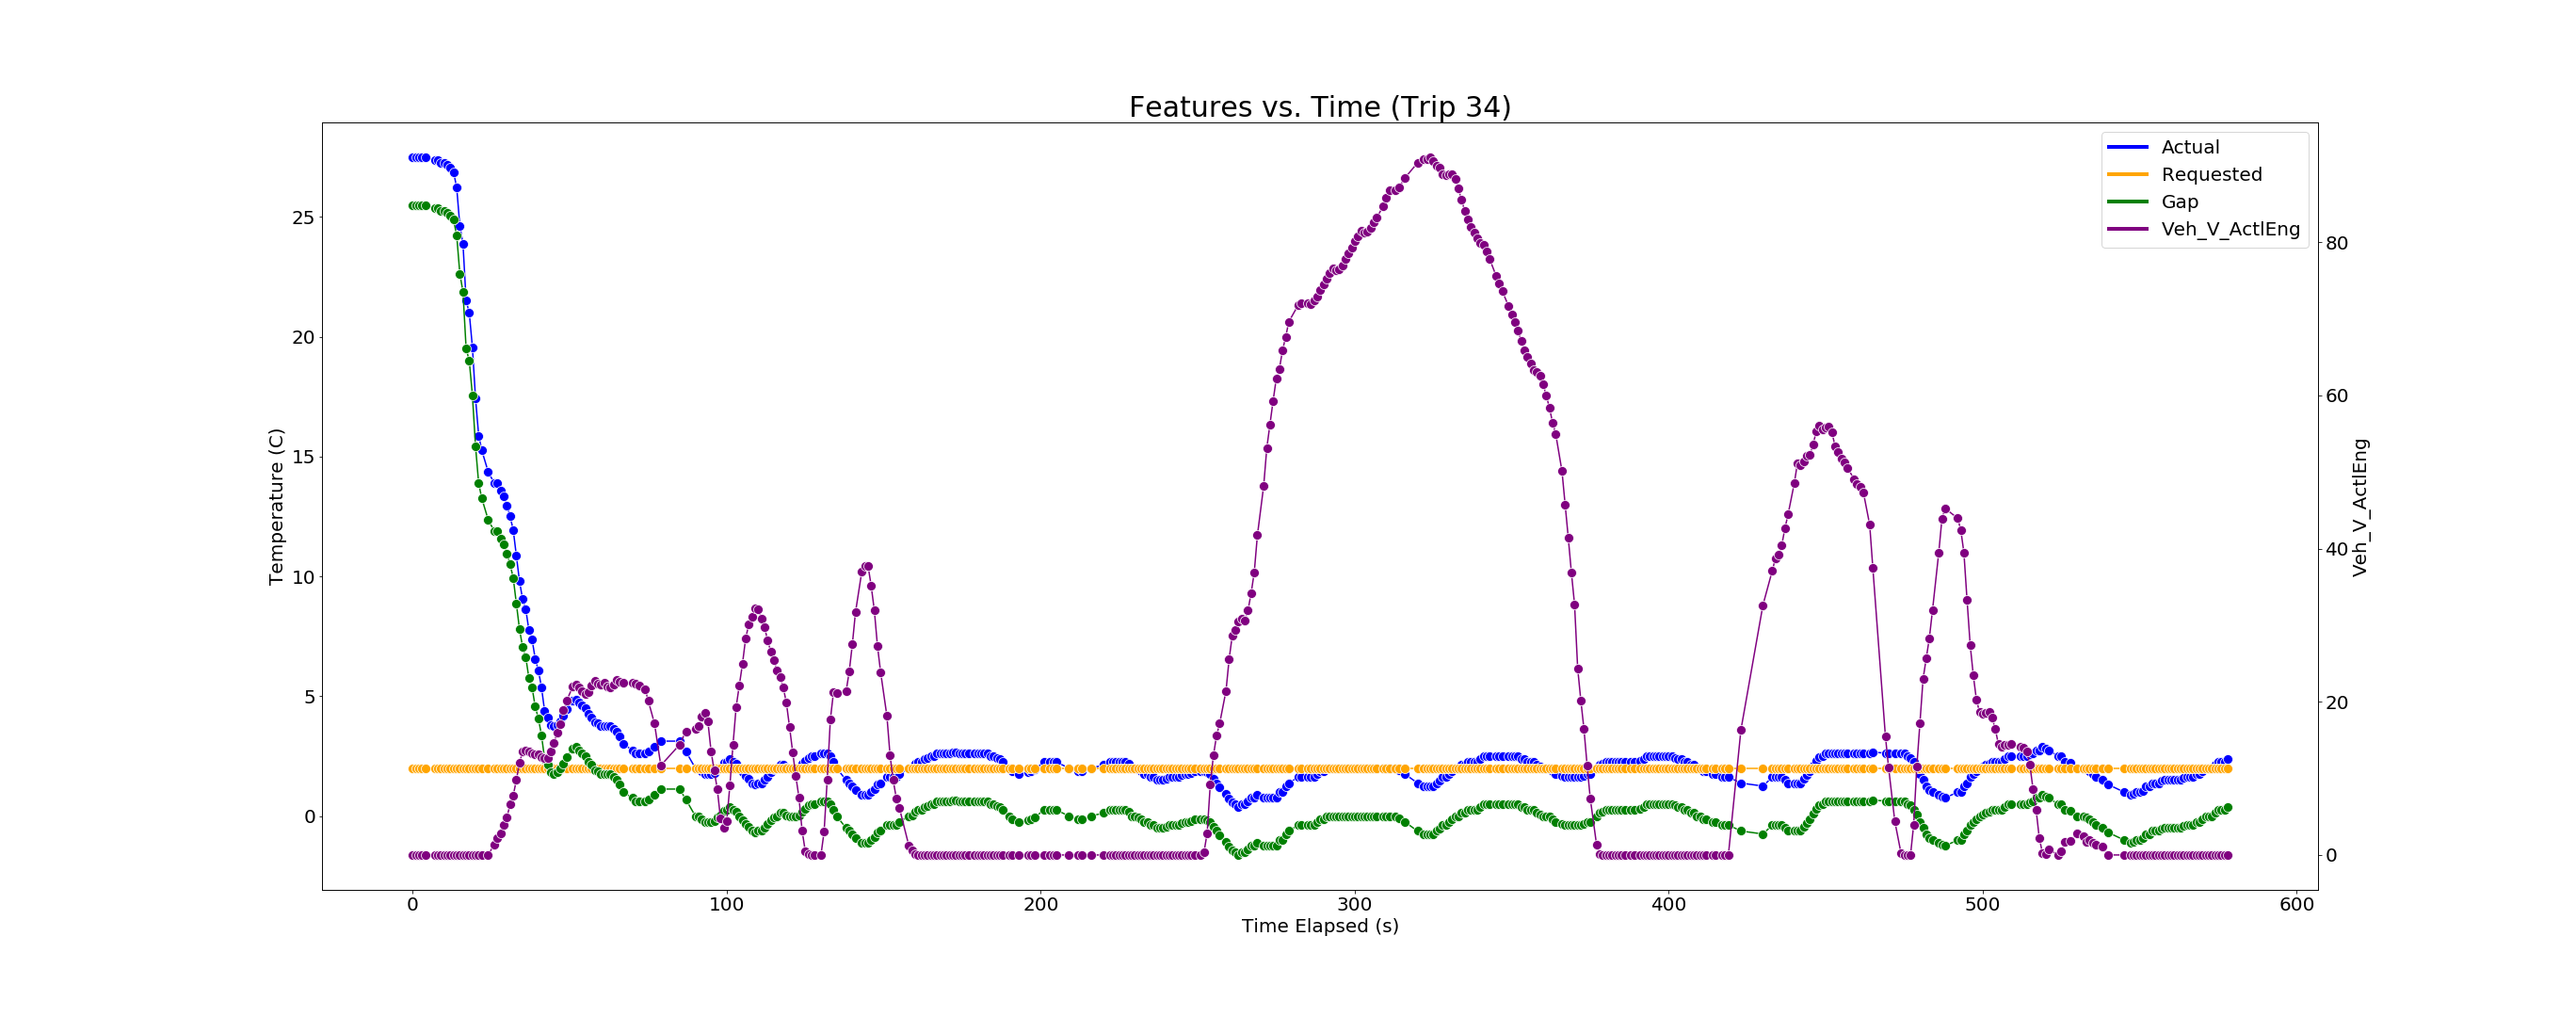 Features vs. Time (Trip 34)
Actual
Requested
Gap
Veh_V_ActlEng
Temperature (C)
25
20
15
10
5
0
80
60
40
20
0
Veh_V_ActlEng
0 100 200 300 400 500 600
Time Elapsed (s)